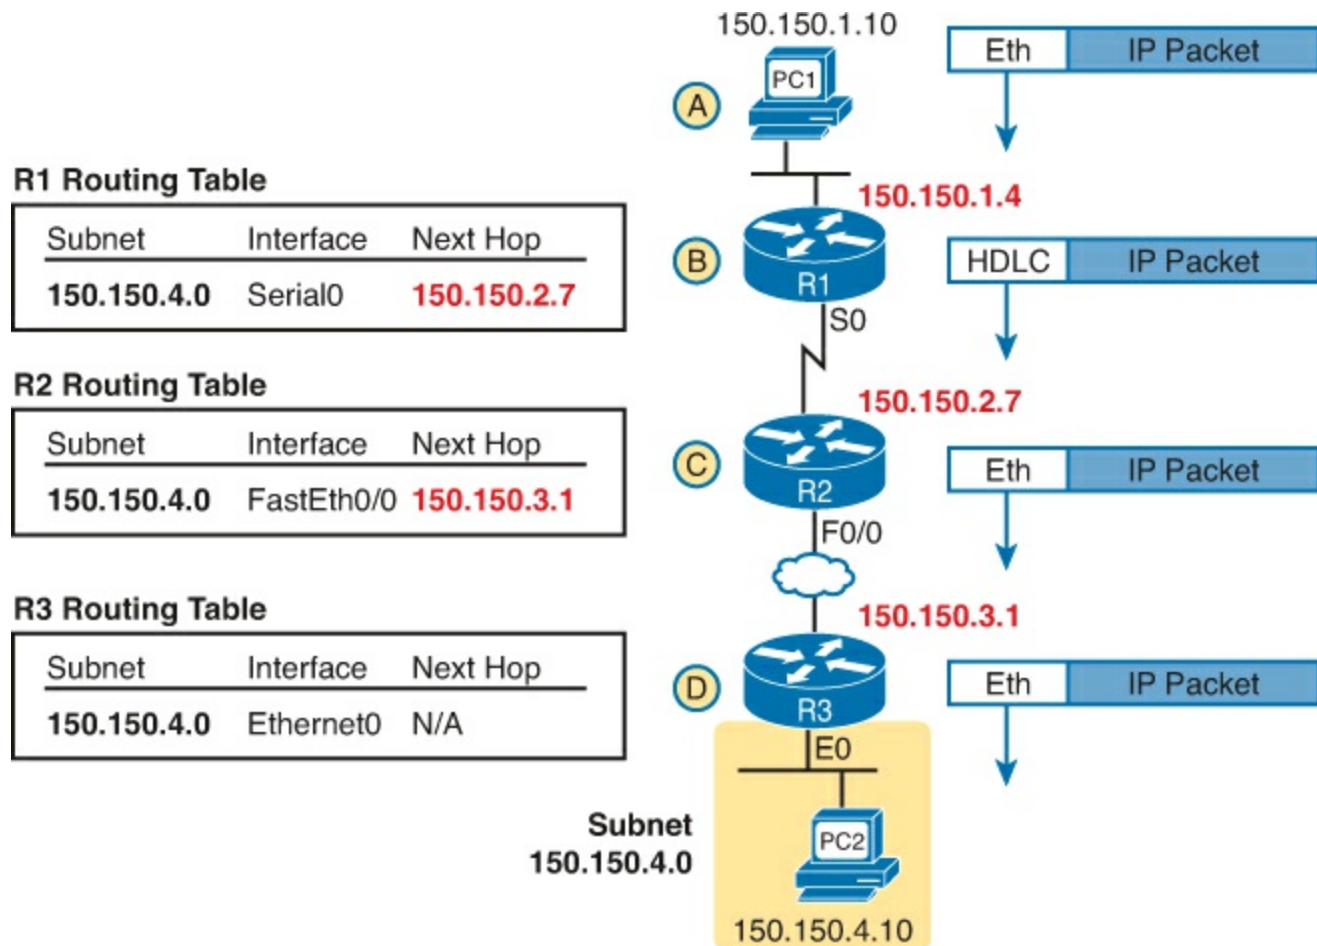 150.150.1.10
PC1
A
Eth IP Packet
150.150.1.4
R1 Routing Table
Subnet Interface Next Hop
150.150.4.0 Serial0 150.150.2.7
B
R1
HDLC IP Packet
S0
150.150.2.7
R2 Routing Table
Subnet Interface Next Hop
150.150.4.0 FastEth0/0 150.150.3.1
C
R2
Eth IP Packet
F0/0
150.150.3.1
R3 Routing Table
Subnet Interface Next Hop
150.150.4.0 Ethernet0 N/A
D
R3
Eth IP Packet
E0
Subnet
150.150.4.0
PC2
150.150.4.10